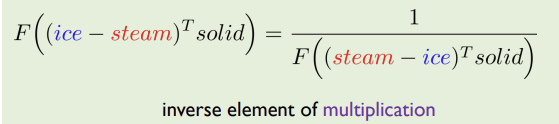 F((ice − steam)ᵀ solid) = 1 / F((steam − ice)ᵀ solid)
inverse element of multiplication